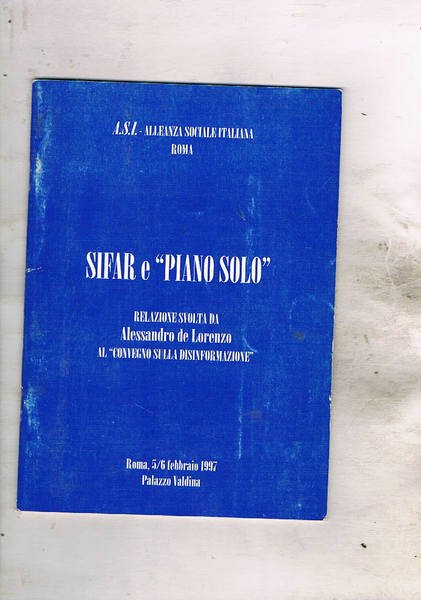 A.S.I. - ALLEANZA SOCIALE ITALIANA
ROMA
SIFAR e "PIANO SOLO"
RELAZIONE SVOLTA DA
Alessandro de Lorenzo
AL "CONVEGNO SULLA DISINFORMAZIONE"
Roma, 5/6 febbraio 1997
Palazzo Valdina